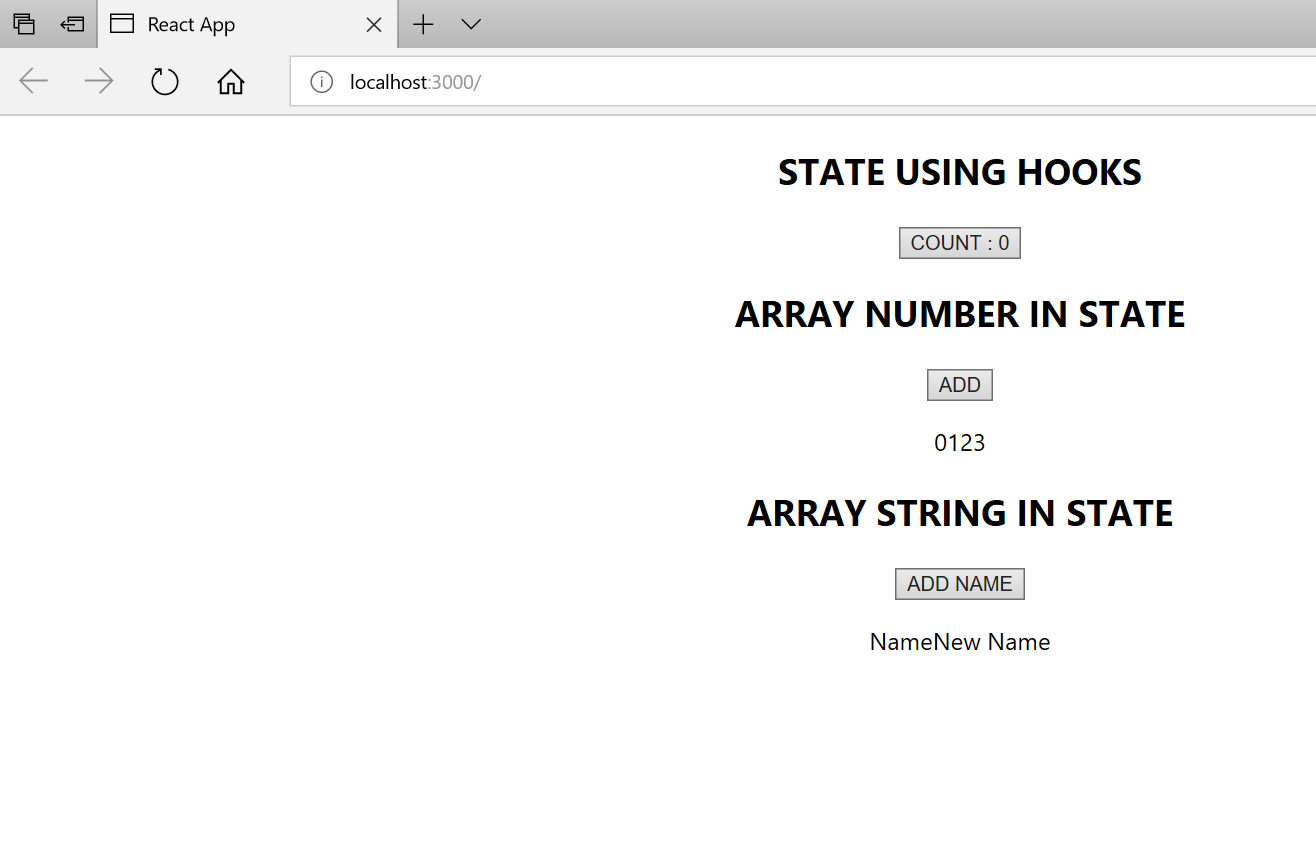 React App
localhost:3000/
STATE USING HOOKS
COUNT : 0
ARRAY NUMBER IN STATE
ADD
0123
ARRAY STRING IN STATE
ADD NAME
NameNew Name